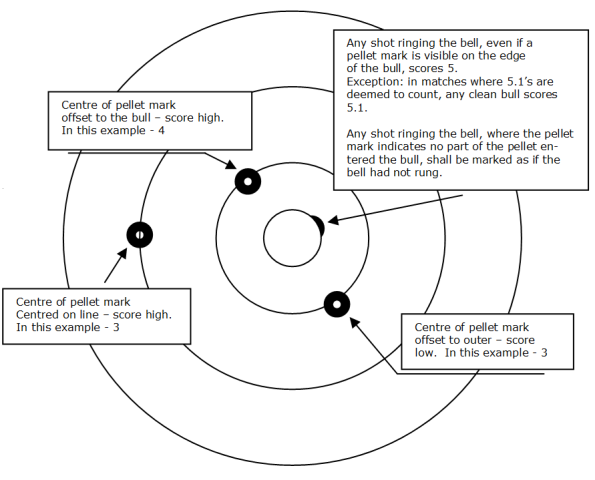 Any shot ringing the bell, even if a
pellet mark is visible on the edge
of the bull, scores 5.
Exception: in matches where 5.1's are
deemed to count, any clean bull scores
5.1.
Any shot ringing the bell, where the pellet
mark indicates no part of the pellet en-
tered the bull, shall be marked as if the
bell had not rung.
Centre of pellet mark
offset to the bull – score high.
In this example - 4
Centre of pellet mark
Centred on line – score high.
In this example - 3
Centre of pellet mark
offset to outer – score
low.  In this example - 3